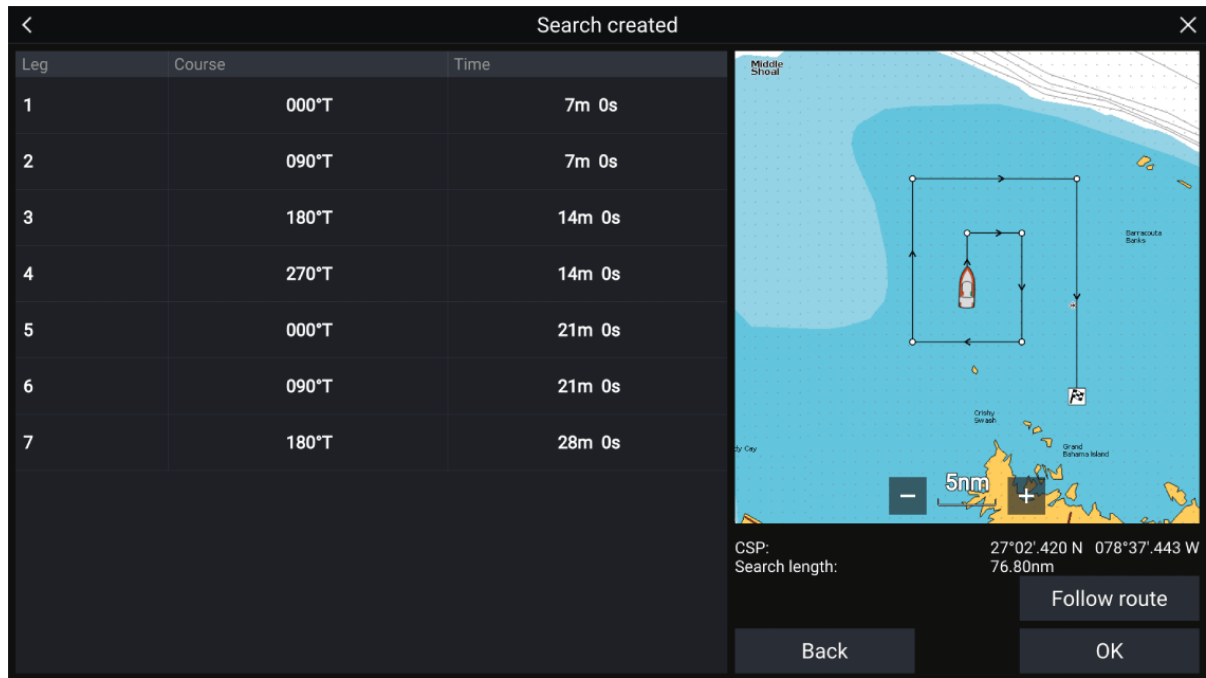 Search created
Leg Course Time
1 000°T 7m 0s
2 090°T 7m 0s
3 180°T 14m 0s
4 270°T 14m 0s
5 000°T 21m 0s
6 090°T 21m 0s
7 180°T 28m 0s
Middle
Shoal
Barracouta
Banks
Crishy
Swash
Grand
Bahama Island
dy Cay
5nm
− +
CSP: 27°02'.420 N 078°37'.443 W
Search length: 76.80nm
Follow route
Back OK